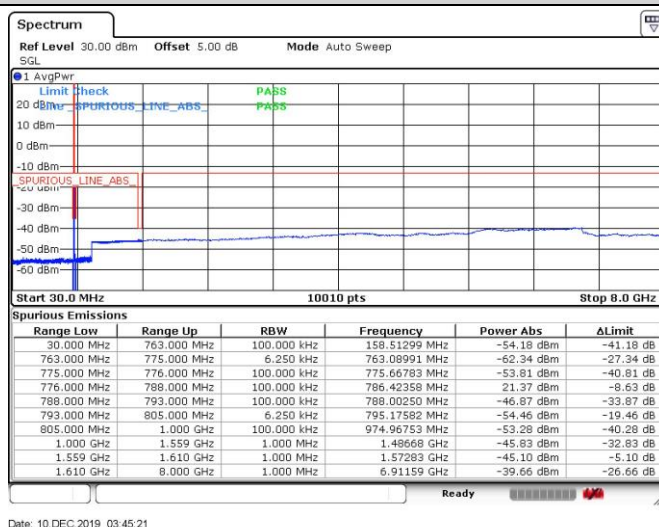 Spectrum
Ref Level 30.00 dBm Offset 5.00 dB Mode Auto Sweep
SGL
1 AvgPwr
Limit Check PASS
20 dBm Line _SPURIOUS_LINE_ABS_ PASS
10 dBm
0 dBm
-10 dBm
_SPURIOUS_LINE_ABS_
-20 dBm
-30 dBm
-40 dBm
-50 dBm
-60 dBm
Start 30.0 MHz 10010 pts Stop 8.0 GHz
Spurious Emissions
Range Low Range Up RBW Frequency Power Abs ΔLimit
30.000 MHz 763.000 MHz 100.000 kHz 158.51299 MHz -54.18 dBm -41.18 dB
763.000 MHz 775.000 MHz 6.250 kHz 763.08991 MHz -62.34 dBm -27.34 dB
775.000 MHz 776.000 MHz 100.000 kHz 775.66783 MHz -53.81 dBm -40.81 dB
776.000 MHz 788.000 MHz 100.000 kHz 786.42358 MHz 21.37 dBm -8.63 dB
788.000 MHz 793.000 MHz 100.000 kHz 788.00250 MHz -46.87 dBm -33.87 dB
793.000 MHz 805.000 MHz 6.250 kHz 795.17582 MHz -54.46 dBm -19.46 dB
805.000 MHz 1.000 GHz 100.000 kHz 974.96753 MHz -53.28 dBm -40.28 dB
1.000 GHz 1.559 GHz 1.000 MHz 1.48668 GHz -45.83 dBm -32.83 dB
1.559 GHz 1.610 GHz 1.000 MHz 1.57283 GHz -45.10 dBm -5.10 dB
1.610 GHz 8.000 GHz 1.000 MHz 6.91159 GHz -39.66 dBm -26.66 dB
Ready
Date: 10.DEC.2019 03:45:21